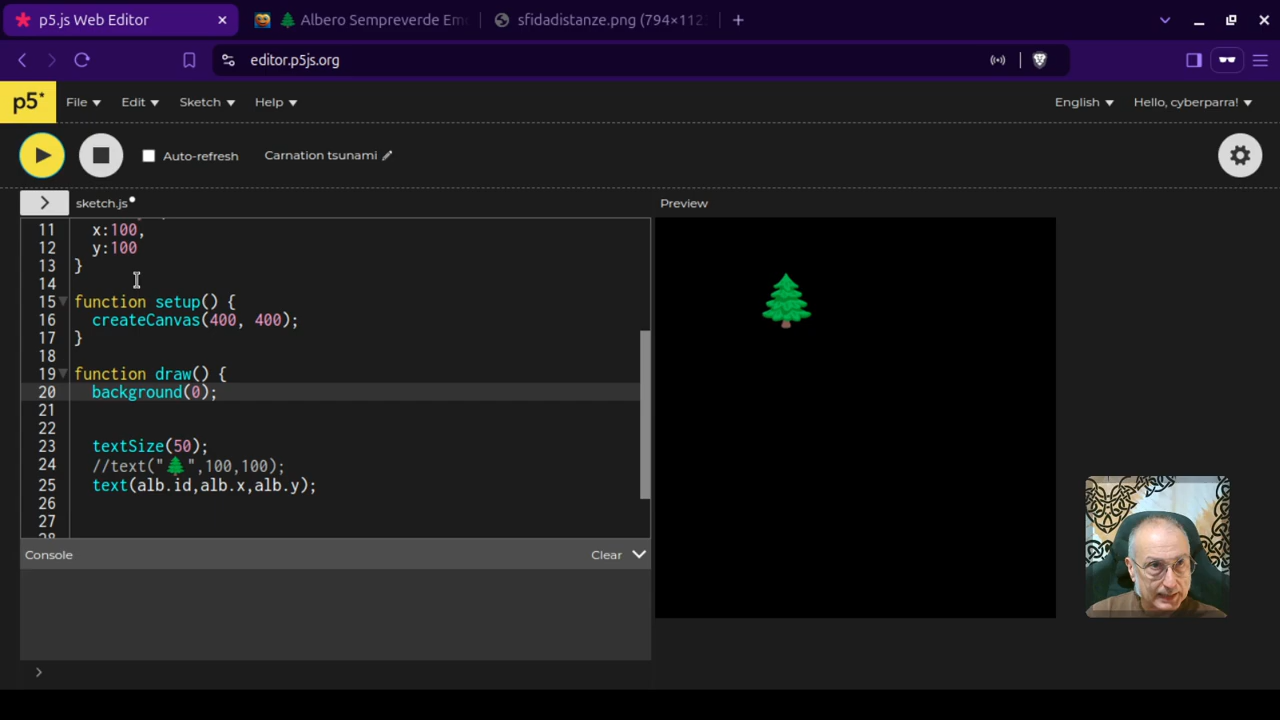 p5.js Web Editor
Albero Sempreverde Em
sfidadistanze.png (794×112
editor.p5js.org
p5*
File
Edit
Sketch
Help
English
Hello, cyberparra!
Auto-refresh
Carnation tsunami
sketch.js
Preview
11 x:100,
12 y:100
13 }
14
15 function setup() {
16 createCanvas(400, 400);
17 }
18
19 function draw() {
20 background(0);
21
22
23 textSize(50);
24 //text("🌲",100,100);
25 text(alb.id,alb.x,alb.y);
26
27
Console
Clear